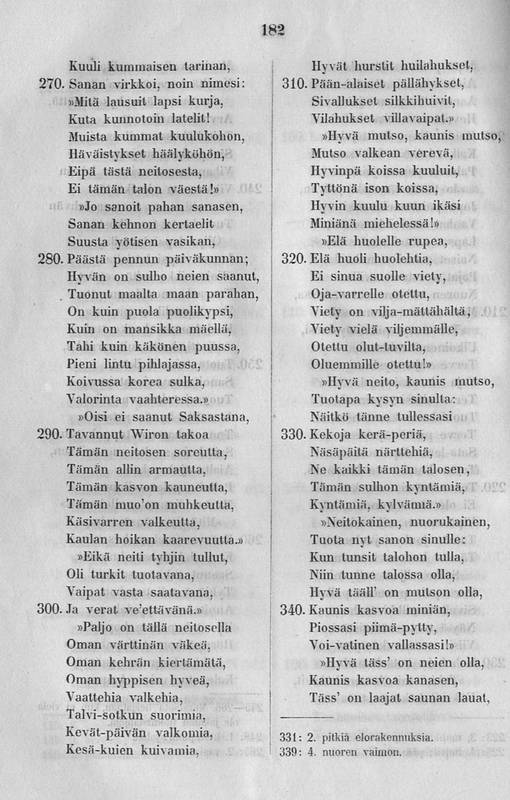 182
Kuuli kummaisen tarinan,
270. Sanan virkkoi, noin nimesi:
»Mitä lausuit lapsi kurja,
Kuta kunnotoin latelit!
Muista kummat kuulukohon,
Häväistykset häälyköhön,
Eipä tästä neitosesta,
Ei tämän talon väestä!»
»Jo sanoit pahan sanasen,
Sanan kehnon kertaelit
Suusta yötisen vasikan,
280. Päästä pennun päiväkunnan;
Hyvän on sulho neien saanut,
Tuonut maalta maan parahan,
On kuin puola puolikypsi,
Kuin on mansikka mäellä,
Tahi kuin käkönen puussa,
Pieni lintu pihlajassa,
Koivussa korea sulka,
Valorinta vaahteressa.»
»Oisi ei saanut Saksastana,
290. Tavannut Wiron takoa
Tämän neitosen soreutta,
Tämän allin armautta,
Tämän kasvon kauneutta,
Tämän muo'on muhkeutta,
Käsivarren valkeutta,
Kaulan hoikan kaarevuutta.»
»Eikä neiti tyhjin tullut,
Oli turkit tuotavana,
Vaipat vasta saatavana,
300. Ja verat ve'ettävänä.»
»Paljo on tällä neitosella
Oman värttinän väkeä,
Oman kehrän kiertämätä,
Oman hyppisen hyveä,
Vaattehia valkehia,
Talvi-sotkun suorimia,
Kevät-päivän valkomia,
Kesä-kuien kuivamia,
Hyvät hurstit huilahukset,
310. Pään-alaiset pällähykset,
Sivallukset silkkihuivit,
Vilahukset villavaipat.»
»Hyvä mutso, kaunis mutso,
Mutso valkean verevä,
Hyvinpä koissa kuuluit,
Tyttönä ison koissa,
Hyvin kuulu kuun ikäsi
Miniänä miehelessä!»
»Elä huolelle rupea,
320. Elä huoli huolehtia,
Ei sinua suolle viety,
Oja-varrelle otettu,
Viety on vilja-mättähältä,
Viety vielä viljemmälle,
Otettu olut-tuvilta,
Oluemmille otettu!»
»Hyvä neito, kaunis mutso,
Tuotapa kysyn sinulta:
Näitkö tänne tullessasi
330. Kekoja kerä-periä,
Näsäpäitä närttehiä,
Ne kaikki tämän talosen,
Tämän sulhon kyntämiä,
Kyntämiä, kylvämiä.»
»Neitokainen, nuorukainen,
Tuota nyt sanon sinulle:
Kun tunsit talohon tulla,
Niin tunne talossa olla,
Hyvä tääll' on mutson olla,
340. Kaunis kasvoa miniän,
Piossasi piimä-pytty,
Voi-vatinen vallassasi!»
»Hyvä täss' on neien olla,
Kaunis kasvoa kanasen,
Täss' on laajat saunan lauat,
331: 2. pitkiä elorakennuksia.
339: 4. nuoren vaimon.